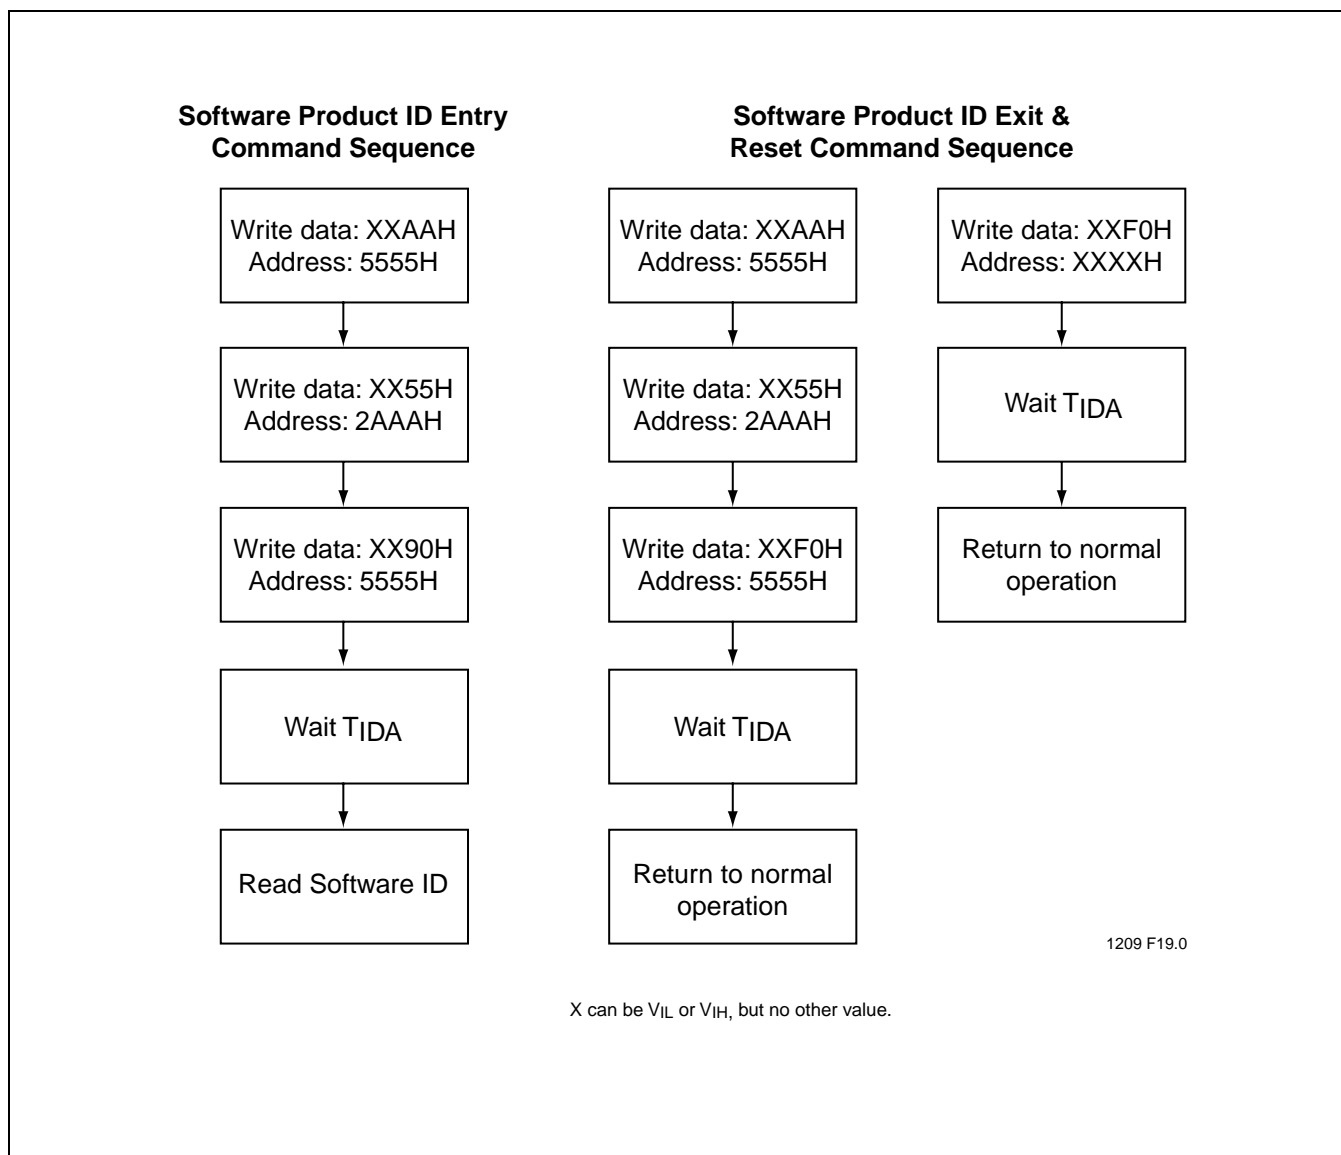 Software Product ID Entry
Command Sequence
Write data: XXAAH
Address: 5555H
Write data: XX55H
Address: 2AAAH
Write data: XX90H
Address: 5555H
Wait TIDA
Read Software ID
Software Product ID Exit &
Reset Command Sequence
Write data: XXAAH
Address: 5555H
Write data: XX55H
Address: 2AAAH
Write data: XXF0H
Address: 5555H
Wait TIDA
Return to normal
operation
Write data: XXF0H
Address: XXXXH
Wait TIDA
Return to normal
operation
1209 F19.0
X can be VIL or VIH, but no other value.